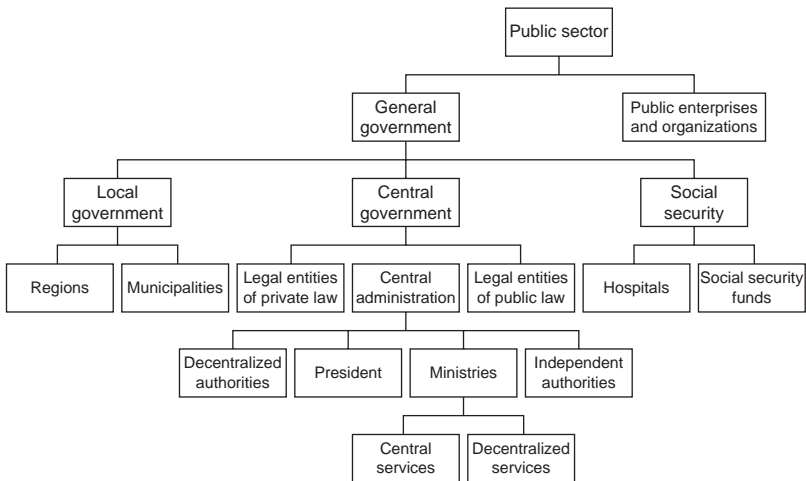 Public sector
General
government
Public enterprises
and organizations
Local
government
Central
government
Social
security
Regions
Municipalities
Legal entities
of private law
Central
administration
Legal entities
of public law
Hospitals
Social security
funds
Decentralized
authorities
President
Ministries
Independent
authorities
Central
services
Decentralized
services